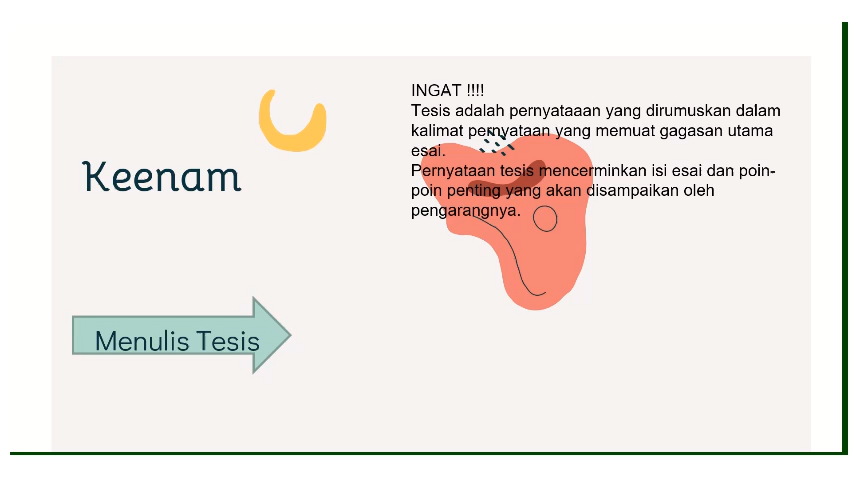 Keenam
Menulis Tesis
INGAT !!!!
Tesis adalah pernyataaan yang dirumuskan dalam
kalimat pernyataan yang memuat gagasan utama
esai.
Pernyataan tesis mencerminkan isi esai dan poin-
poin penting yang akan disampaikan oleh
pengarangnya.